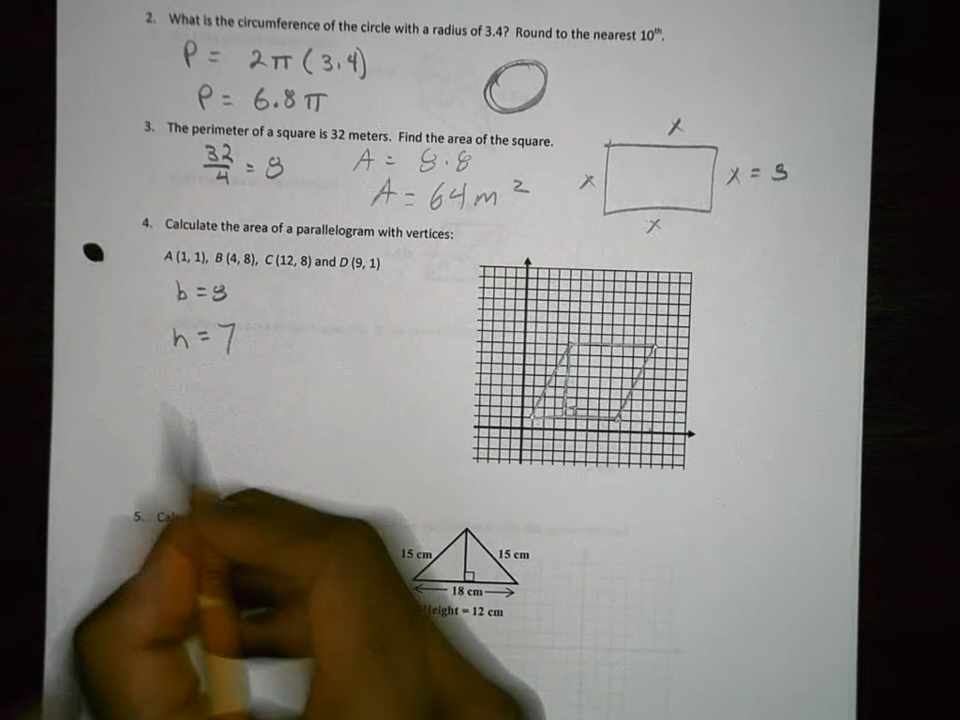 2. What is the circumference of the circle with a radius of 3.4? Round to the nearest 10th.
P = 2π (3.4)
P = 6.8 π
3. The perimeter of a square is 32 meters. Find the area of the square.
32/4 = 8
A = 8.8
A = 64 m 2
x
x
x = 8
x
4. Calculate the area of a parallelogram with vertices:
A (1, 1), B (4, 8), C (12, 8) and D (9, 1)
b = 8
h = 7
5.
15 cm
15 cm
18 cm
Height = 12 cm